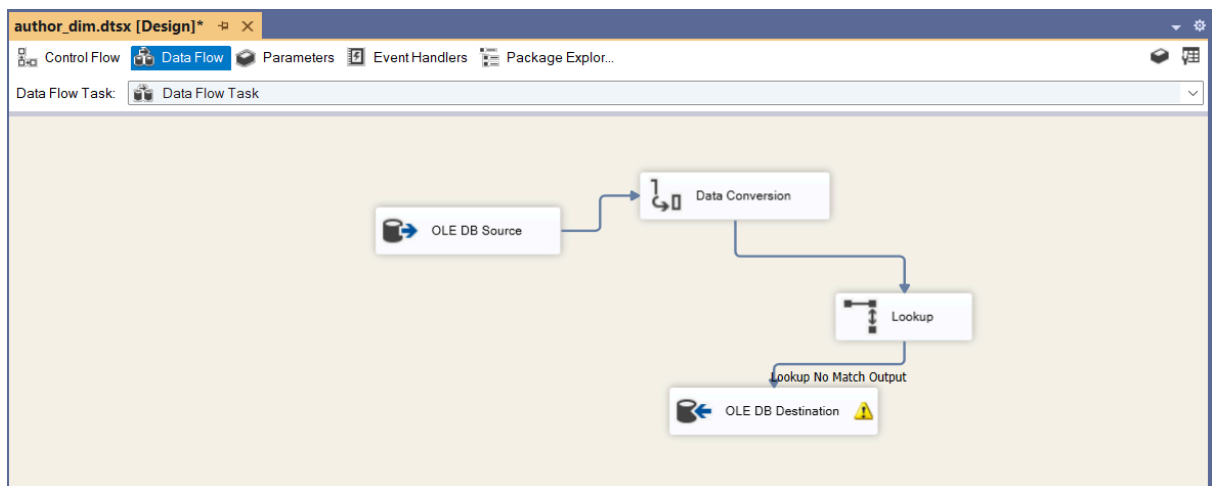 author_dim.dtsx [Design]*
Control Flow Data Flow Parameters Event Handlers Package Explor...
Data Flow Task: Data Flow Task
Data Conversion
OLE DB Source
Lookup
Lookup No Match Output
OLE DB Destination